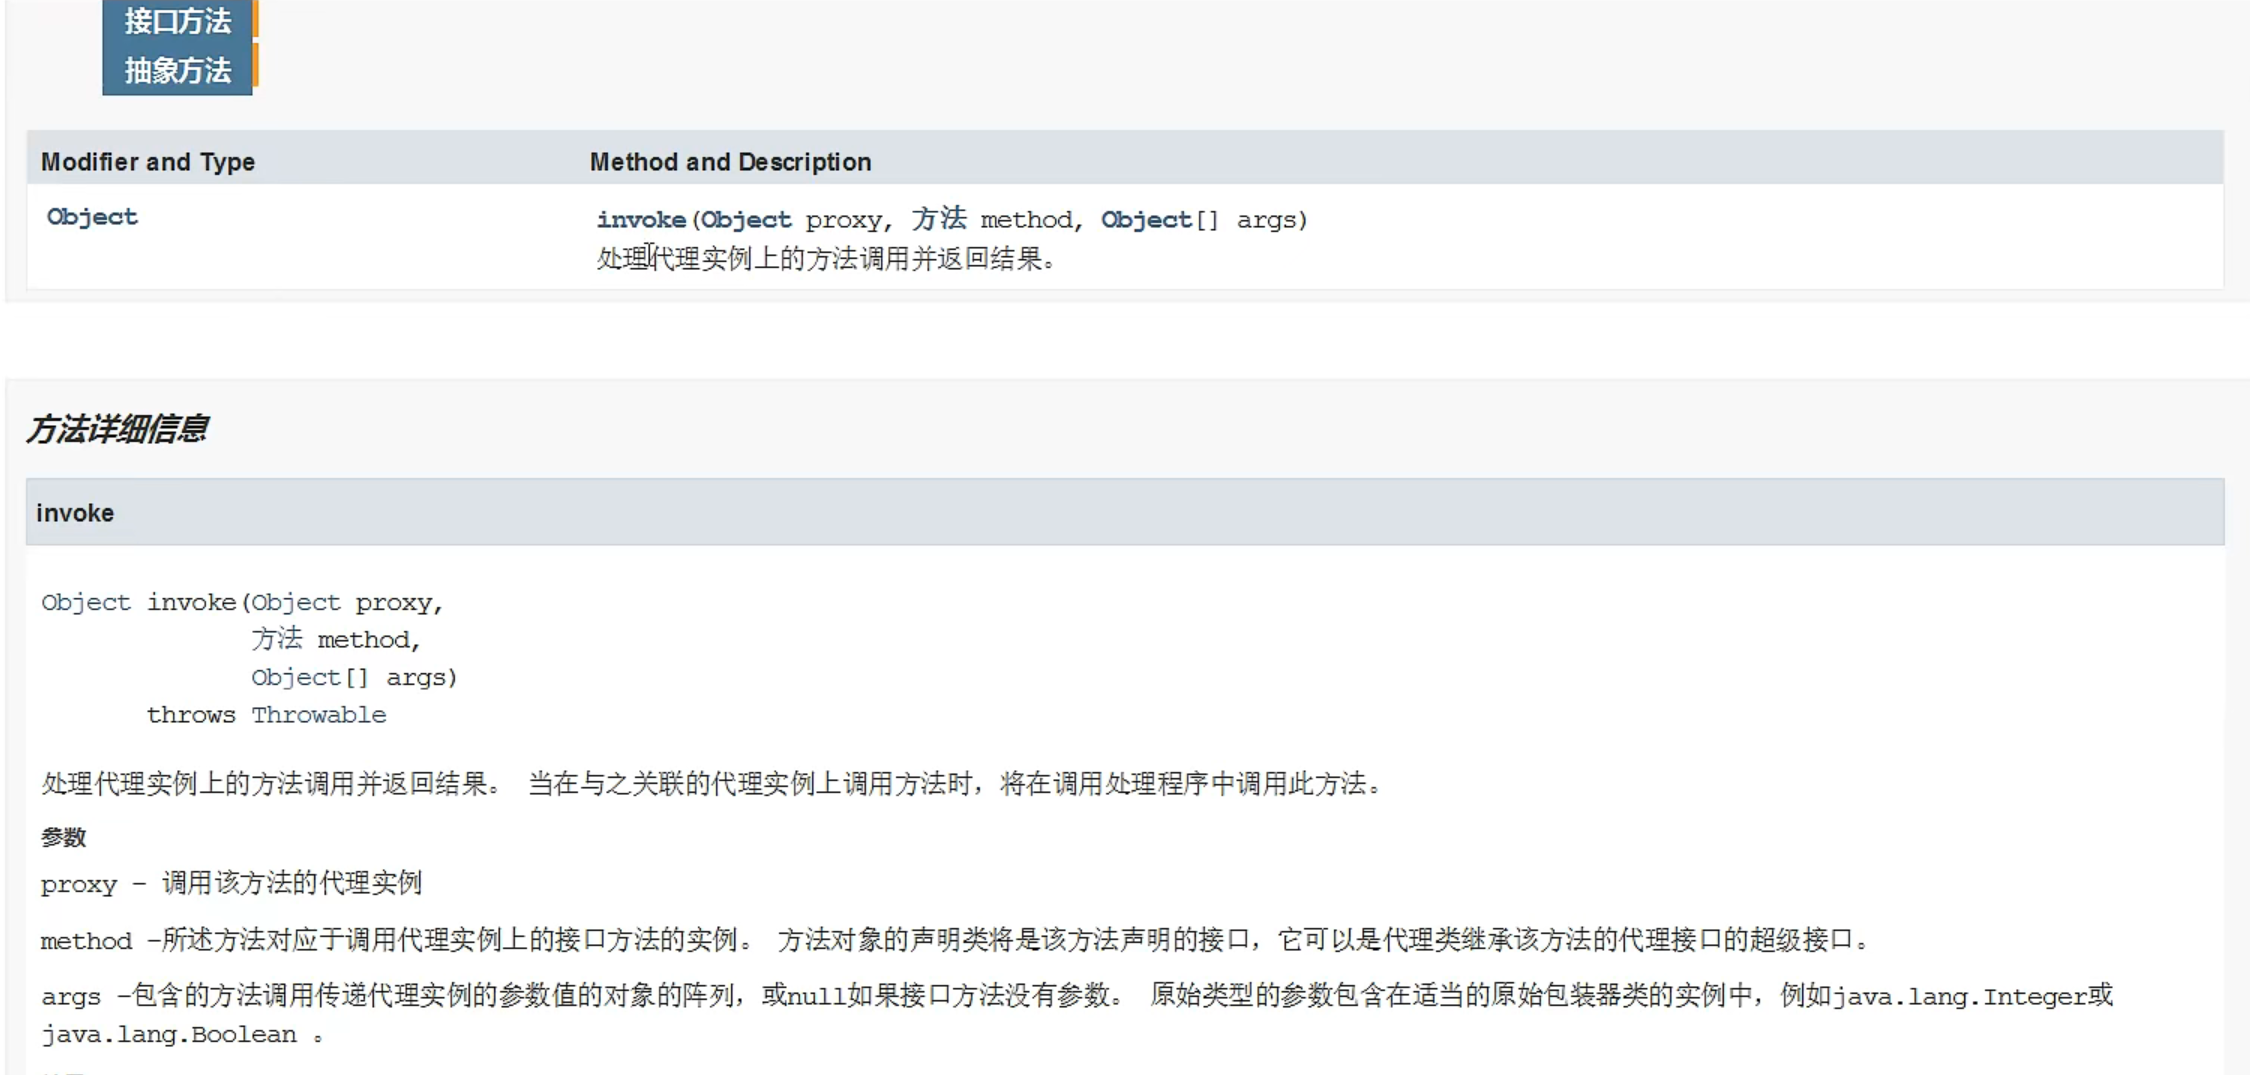 接口方法
抽象方法
Modifier and Type Method and Description
Object invoke(Object proxy, 方法 method, Object[] args)
处理代理实例上的方法调用并返回结果。
方法详细信息
invoke
Object invoke(Object proxy,
方法 method,
Object[] args)
throws Throwable
处理代理实例上的方法调用并返回结果。 当在与之关联的代理实例上调用方法时，将在调用处理程序中调用此方法。
参数
proxy - 调用该方法的代理实例
method -所述方法对应于调用代理实例上的接口方法的实例。 方法对象的声明类将是该方法声明的接口，它可以是代理类继承该方法的代理接口的超级接口。
args -包含的方法调用传递代理实例的参数值的对象的阵列，或null如果接口方法没有参数。 原始类型的参数包含在适当的原始包装器类的实例中，例如java.lang.Integer或
java.lang.Boolean 。